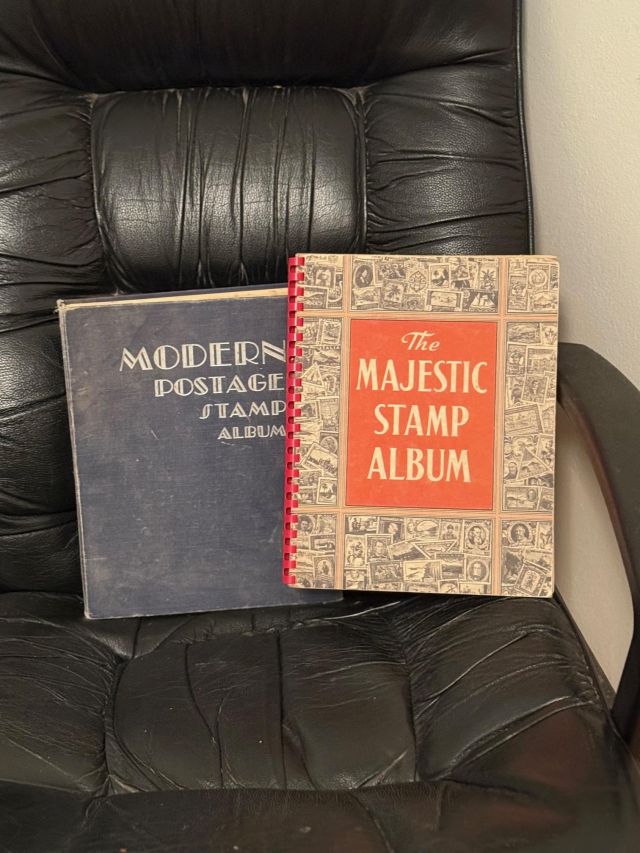 MODERN
POSTAGE
STAMP
ALBUM
The
MAJESTIC
STAMP
ALBUM